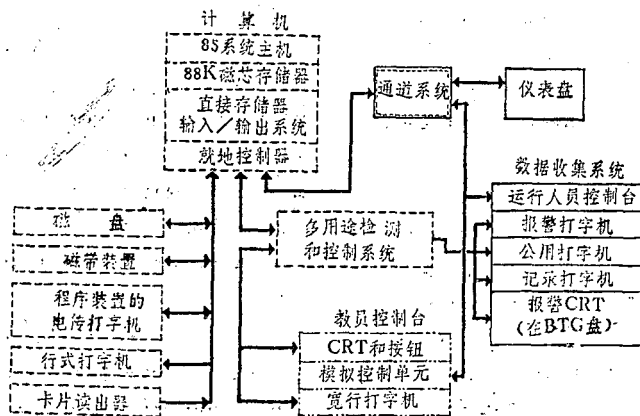 计算机
85系统主机
88K磁芯存储器
直接存储器
输入/输出系统
就地控制器
通道系统
仪表盘
数据收集系统
运行人员控制台
报警打字机
公用打字机
记录打字机
报警CRT
(在BTG盘)
多用途检测
和控制系统
磁盘
磁带装置
程序装置的
电传打字机
行式打字机
卡片读出器
教员控制台
CRT和按钮
模拟控制单元
宽行打字机